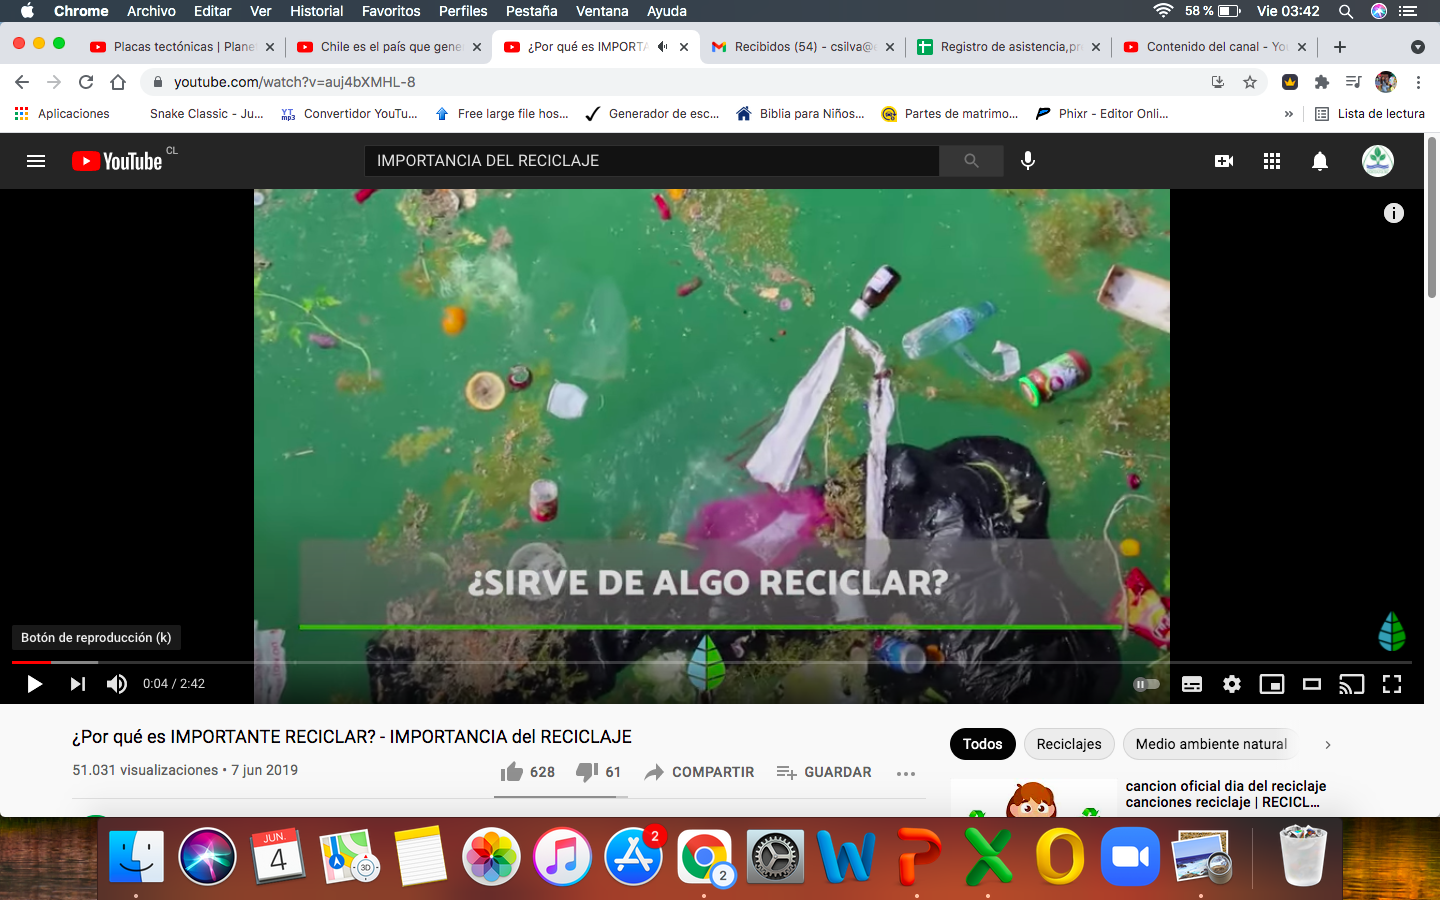 Chrome Archivo Editar Ver Historial Favoritos Perfiles Pestaña Ventana Ayuda 58 % Vie 03:42
Placas tectónicas | Plane
Chile es el país que gene
¿Por qué es IMPORTA
Recibidos (54) - csilva@
Registro de asistencia,pr
Contenido del canal - Yo
youtube.com/watch?v=auj4bXMHL-8
Aplicaciones Snake Classic - Ju... YT mp3 Convertidor YouTu... Free large file hos... Generador de esc... Biblia para Niños... Partes de matrimo... Phixr - Editor Onli... » Lista de lectura
YouTube CL
IMPORTANCIA DEL RECICLAJE
¿SIRVE DE ALGO RECICLAR?
Botón de reproducción (k)
0:04 / 2:42
¿Por qué es IMPORTANTE RECICLAR? - IMPORTANCIA del RECICLAJE
51.031 visualizaciones • 7 jun 2019
628 61 COMPARTIR GUARDAR
Todos Reciclajes Medio ambiente natural
cancion oficial dia del reciclaje
canciones reciclaje | RECICL...
JUN.
4
3D
2
2